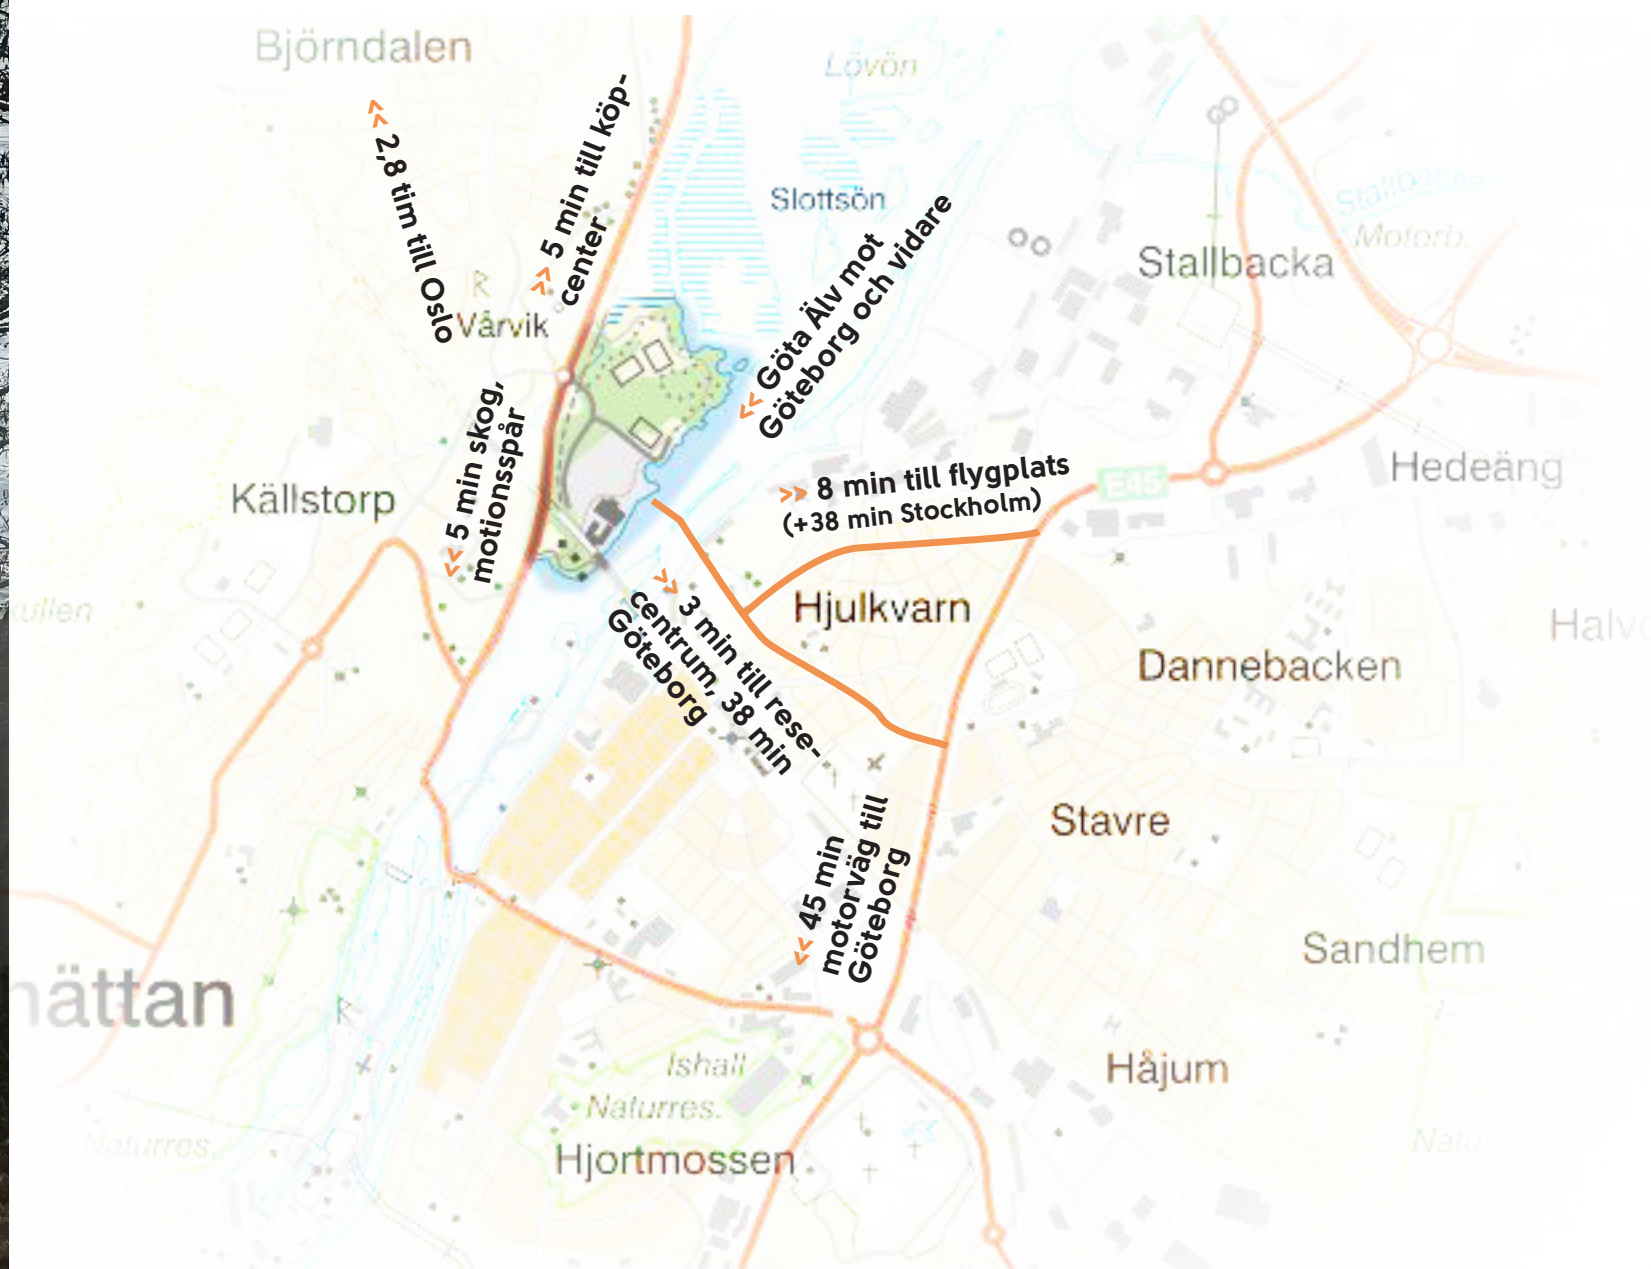 Björndalen
Lövön
<< 2,8 tim till Oslo
>> 5 min till köp-
center
Slottsön
Stallbacka
Motorb.
Stallbacka
Vårvik
<< Göta Älv mot
Göteborg och vidare
<< 5 min skog,
motionsspår
Källstorp
>> 8 min till flygplats
(+38 min Stockholm)
E45
Hedeäng
kullen
>> 3 min till rese-
centrum, 38 min
Göteborg
Hjulkvarn
Halv
Dannebacken
Stavre
<< 45 min
motorväg till
Göteborg
Sandhem
hättan
Ishall
Naturres.
Håjum
Naturres.
Hjortmossen
Natur